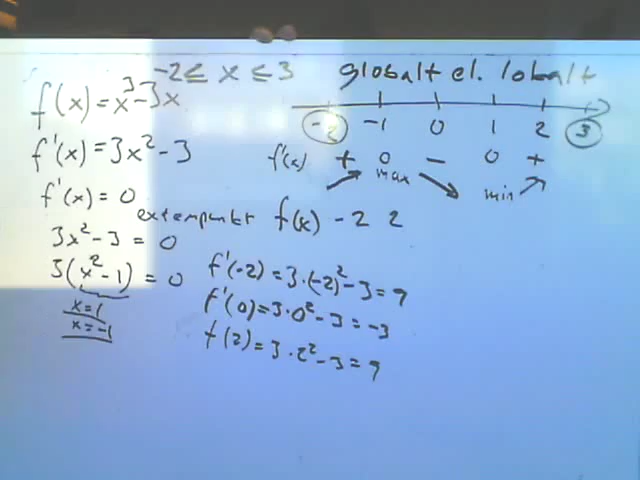 -2 ≤ x ≤ 3 globalt el. lobalt
f(x) = x³-3x
-2 -1 0 1 2 3
f'(x) = 3x² - 3
f'(x) + 0 - 0 +
max min
f'(x) = 0
extempunkt f(x) - 2 2
3x² - 3 = 0
3(x² - 1) = 0
x = 1
x = -1
f'(-2) = 3·(-2)² - 3 = 9
f'(0) = 3·0² - 3 = -3
f'(2) = 3·2² - 3 = 9